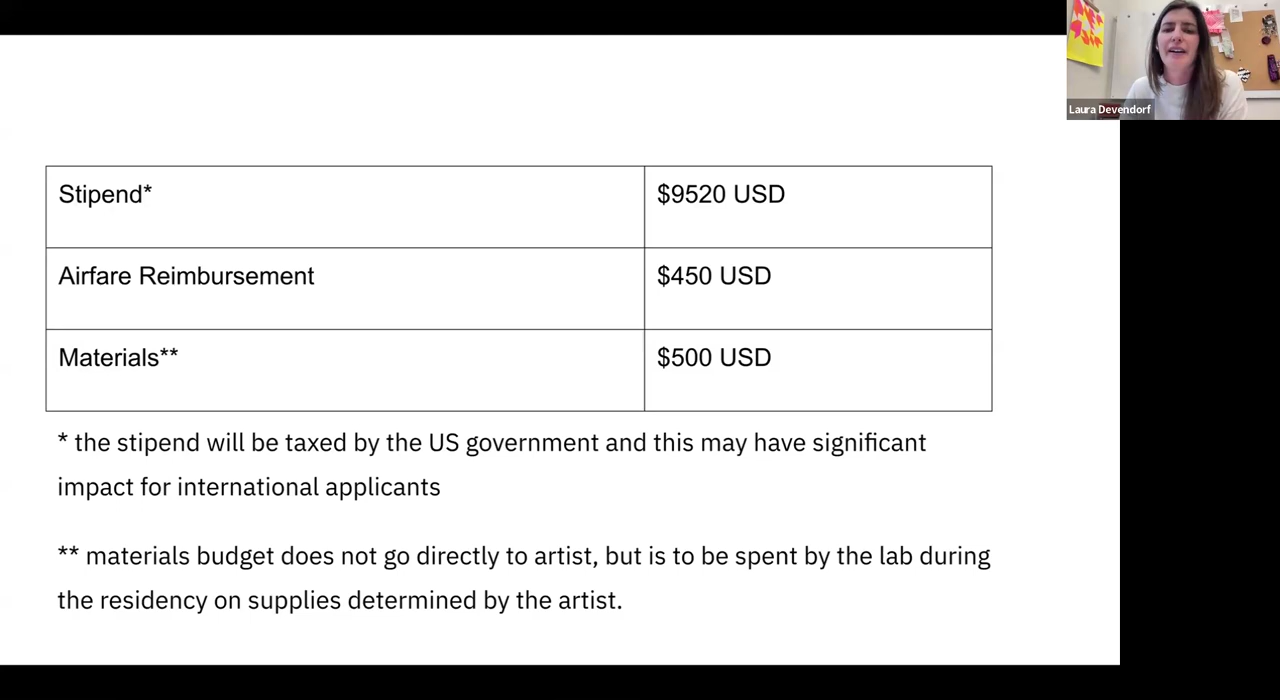 Laura Devendorf
Stipend* $9520 USD
Airfare Reimbursement $450 USD
Materials** $500 USD
* the stipend will be taxed by the US government and this may have significant
impact for international applicants
** materials budget does not go directly to artist, but is to be spent by the lab during
the residency on supplies determined by the artist.